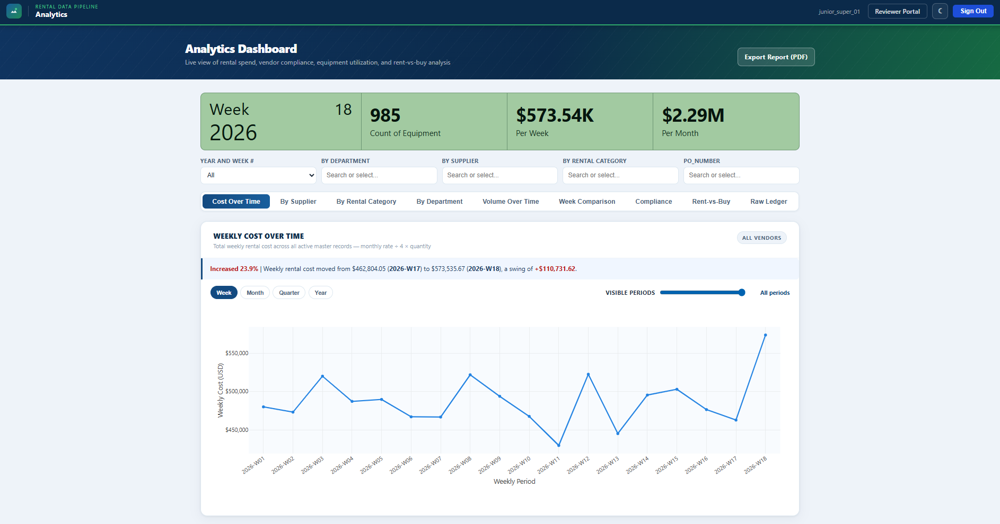 RENTAL DATA PIPELINE
Analytics
junior_super_01
Reviewer Portal
Sign Out
Analytics Dashboard
Live view of rental spend, vendor compliance, equipment utilization, and rent-vs-buy analysis
Export Report (PDF)
Week 18
2026
985
Count of Equipment
$573.54K
Per Week
$2.29M
Per Month
YEAR AND WEEK #
All
BY DEPARTMENT
Search or select...
BY SUPPLIER
Search or select...
BY RENTAL CATEGORY
Search or select...
PO_NUMBER
Search or select...
Cost Over Time
By Supplier
By Rental Category
By Department
Volume Over Time
Week Comparison
Compliance
Rent-vs-Buy
Raw Ledger
WEEKLY COST OVER TIME
Total weekly rental cost across all active master records — monthly rate ÷ 4 × quantity
ALL VENDORS
Increased 23.9% | Weekly rental cost moved from $462,804.05 (2026-W17) to $573,535.67 (2026-W18), a swing of +$110,731.62.
Week
Month
Quarter
Year
VISIBLE PERIODS
All periods
Weekly Cost (USD)
$550,000
$500,000
$450,000
2026-W01
2026-W02
2026-W03
2026-W04
2026-W05
2026-W06
2026-W07
2026-W08
2026-W09
2026-W10
2026-W11
2026-W12
2026-W13
2026-W14
2026-W15
2026-W16
2026-W17
2026-W18
Weekly Period